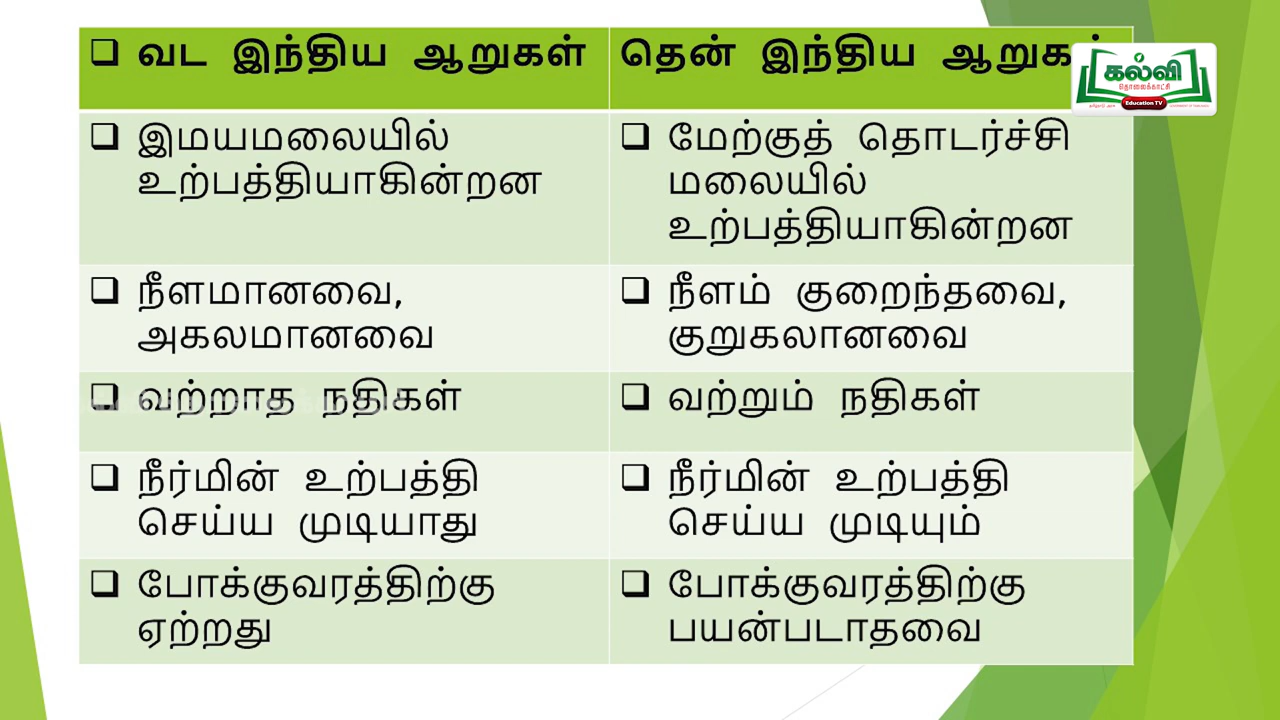 ❑ வட இந்திய ஆறுகள்
தென் இந்திய ஆறுகள்
கல்வி
தொலைக்காட்சி
Education TV
❑ இமயமலையில்
உற்பத்தியாகின்றன
❑ மேற்குத் தொடர்ச்சி
மலையில்
உற்பத்தியாகின்றன
❑ நீளமானவை,
அகலமானவை
❑ நீளம் குறைந்தவை,
குறுகலானவை
❑ வற்றாத நதிகள்
❑ வற்றும் நதிகள்
❑ நீர்மின் உற்பத்தி
செய்ய முடியாது
❑ நீர்மின் உற்பத்தி
செய்ய முடியும்
❑ போக்குவரத்திற்கு
ஏற்றது
❑ போக்குவரத்திற்கு
பயன்படாதவை